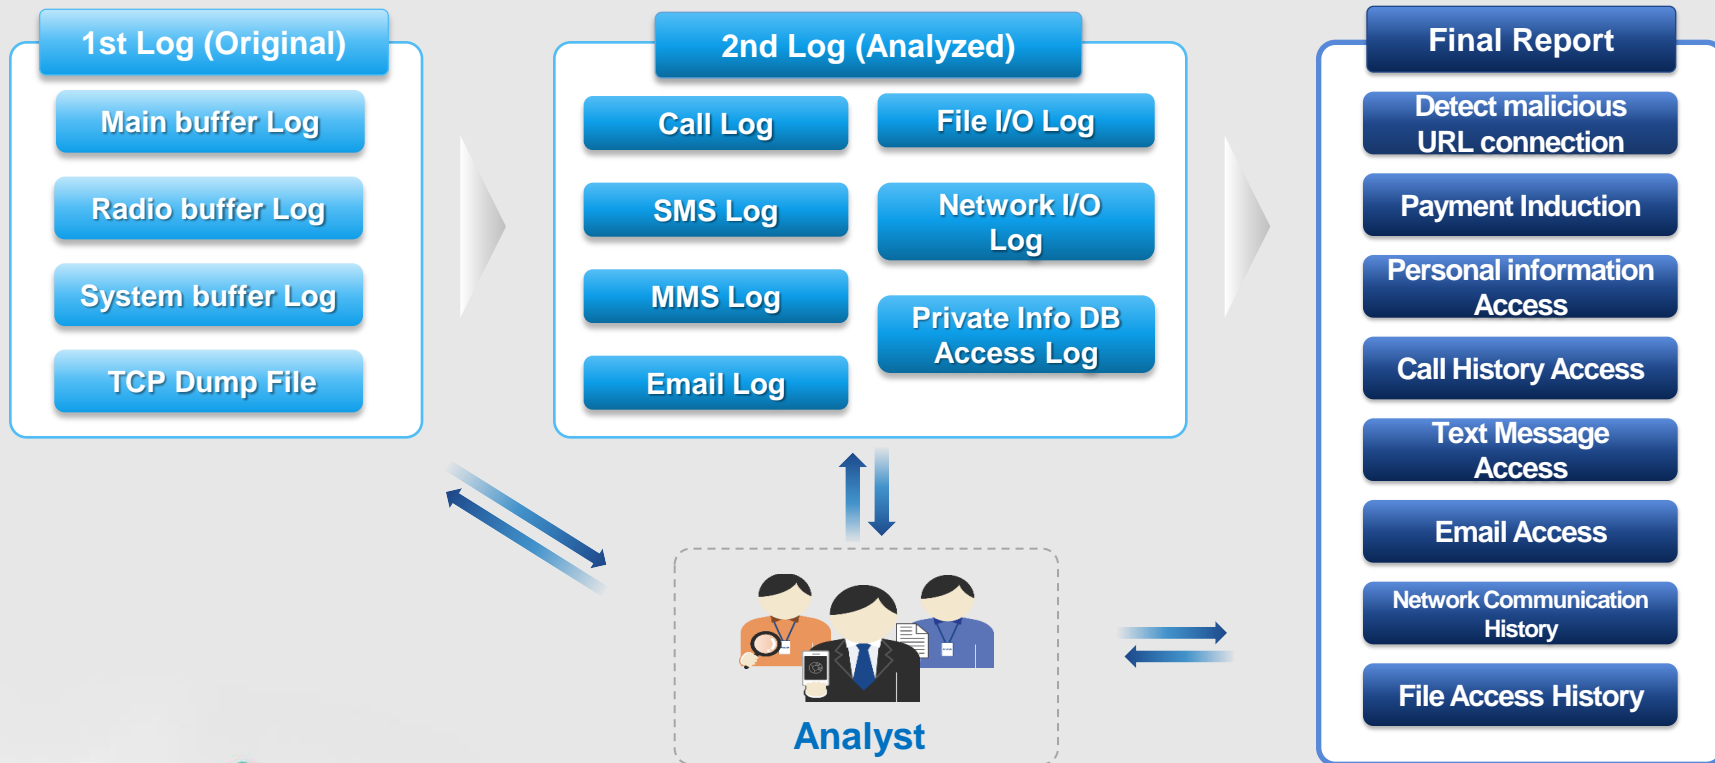 1st Log (Original)
Main buffer Log
Radio buffer Log
System buffer Log
TCP Dump File
2nd Log (Analyzed)
Call Log
SMS Log
MMS Log
Email Log
File I/O Log
Network I/O
Log
Private Info DB
Access Log
Analyst
Final Report
Detect malicious
URL connection
Payment Induction
Personal information
Access
Call History Access
Text Message
Access
Email Access
Network Communication
History
File Access History